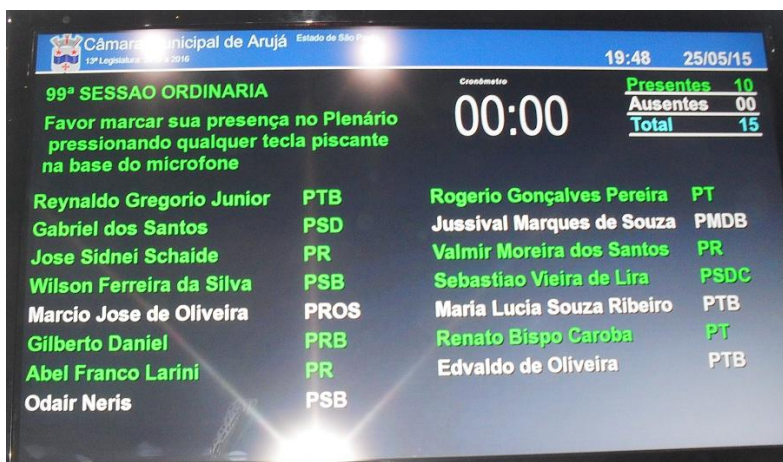 Câmara Municipal de Arujá Estado de São Paulo
13ª Legislatura 2016
19:48 25/05/15
99ª SESSAO ORDINARIA
Favor marcar sua presença no Plenário
pressionando qualquer tecla piscante
na base do microfone
Cronômetro
00:00
Presentes 10
Ausentes 00
Total 15
Reynaldo Gregorio Junior PTB
Gabriel dos Santos PSD
Jose Sidnei Schaide PR
Wilson Ferreira da Silva PSB
Marcio Jose de Oliveira PROS
Gilberto Daniel PRB
Abel Franco Larini PR
Odair Neris PSB
Rogerio Gonçalves Pereira PT
Jussival Marques de Souza PMDB
Valmir Moreira dos Santos PR
Sebastiao Vieira de Lira PSDC
Maria Lucia Souza Ribeiro PTB
Renato Bispo Caroba PT
Edvaldo de Oliveira PTB